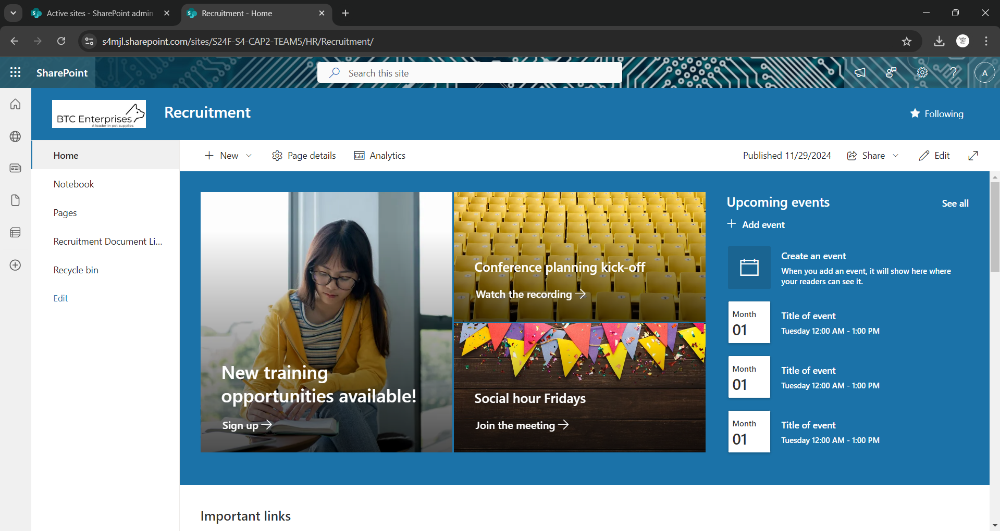 Active sites - SharePoint admin
Recruitment - Home
s4mjl.sharepoint.com/sites/S24F-S4-CAP2-TEAM5/HR/Recruitment/
SharePoint
Search this site
A
BTC Enterprises
A leader in pet supplies
Recruitment
Following
Home
Notebook
Pages
Recruitment Document Li...
Recycle bin
Edit
New
Page details
Analytics
Published 11/29/2024
Share
Edit
New training
opportunities available!
Sign up
Conference planning kick-off
Watch the recording
Social hour Fridays
Join the meeting
Upcoming events
See all
Add event
Create an event
When you add an event, it will show here where
your readers can see it.
Month
01
Title of event
Tuesday 12:00 AM - 1:00 PM
Month
01
Title of event
Tuesday 12:00 AM - 1:00 PM
Month
01
Title of event
Tuesday 12:00 AM - 1:00 PM
Important links